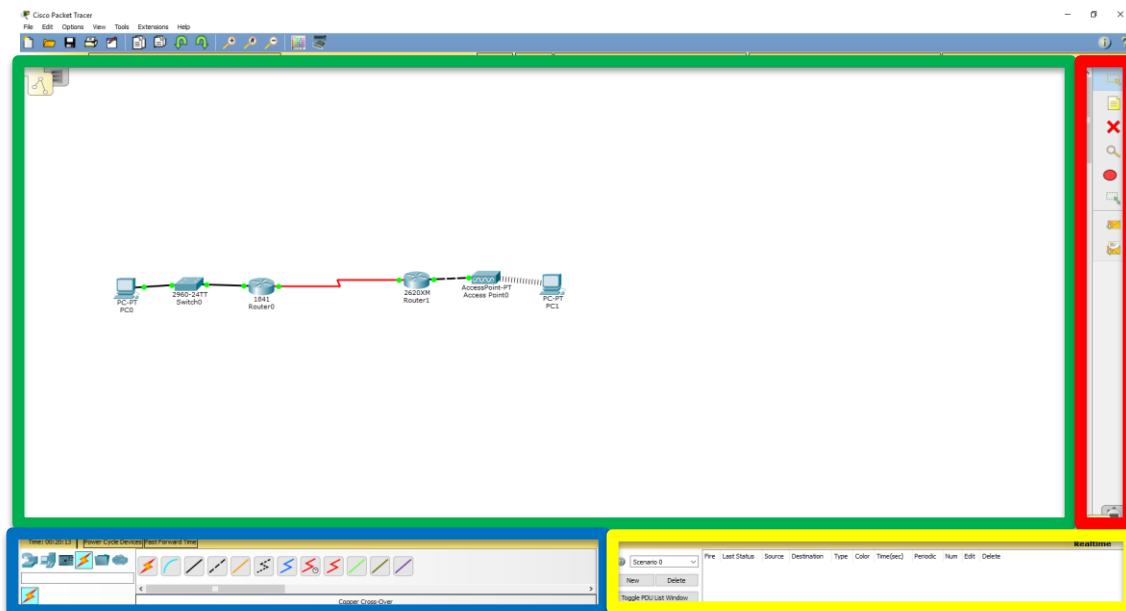 Cisco Packet Tracer
File Edit Options View Tools Extensions Help
PC-PT
PC0
2960-24TT
Switch0
1841
Router0
2620XM
Router1
AccessPoint-PT
Access Point0
PC-PT
PC1
Time: 00:20:13 Power Cycle Devices Fast Forward Time
Realtime
Scenario 0
Fire Last Status Source Destination Type Color Time(sec) Periodic Num Edit Delete
New Delete
Toggle PDU List Window
Copper Cross-Over